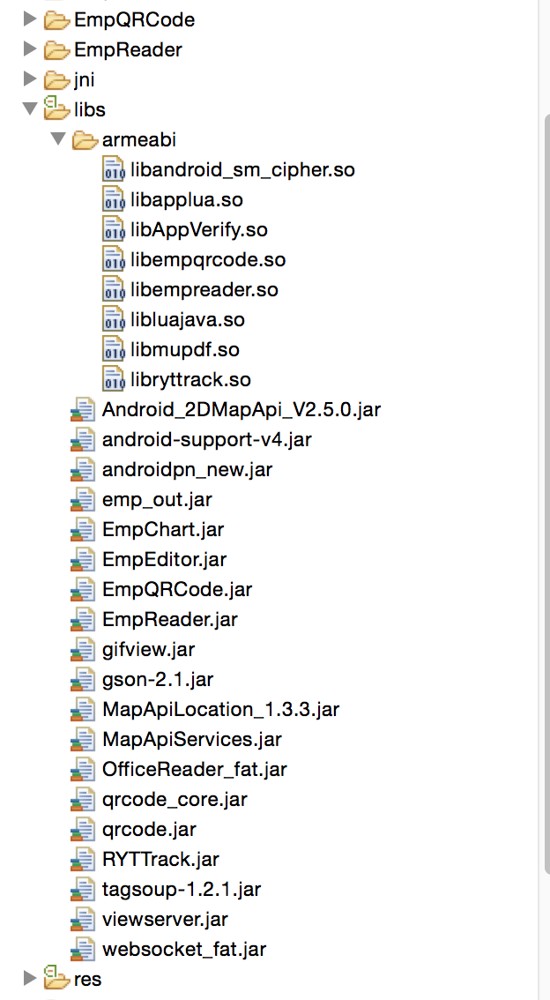 EmpQRCode
EmpReader
jni
libs
armeabi
libandroid_sm_cipher.so
libapplua.so
libAppVerify.so
libempqrcode.so
libempreader.so
libluajava.so
libmupdf.so
libryttrack.so
Android_2DMapApi_V2.5.0.jar
android-support-v4.jar
androidpn_new.jar
emp_out.jar
EmpChart.jar
EmpEditor.jar
EmpQRCode.jar
EmpReader.jar
gifview.jar
gson-2.1.jar
MapApiLocation_1.3.3.jar
MapApiServices.jar
OfficeReader_fat.jar
qrcode_core.jar
qrcode.jar
RYTTrack.jar
tagsoup-1.2.1.jar
viewserver.jar
websocket_fat.jar
res